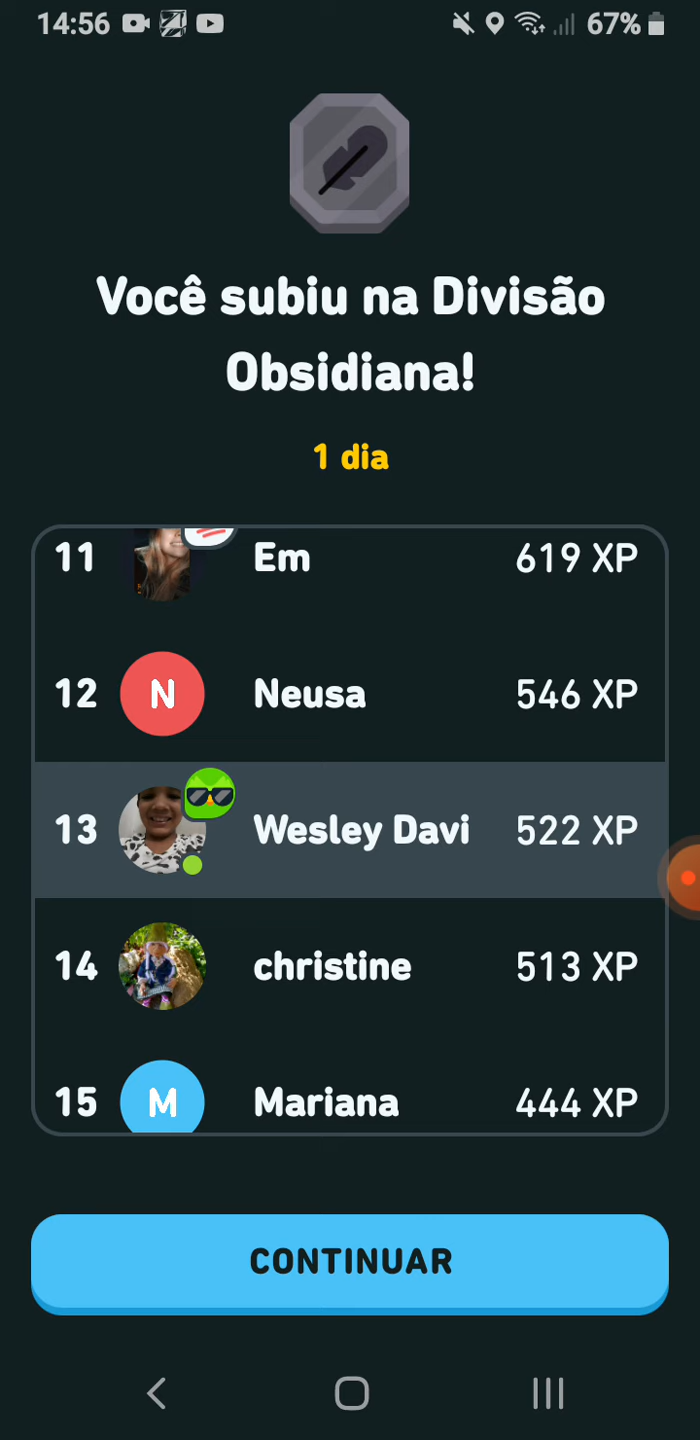 14:56 67%
Você subiu na Divisão
Obsidiana!
1 dia
11 Em 619 XP
12 N Neusa 546 XP
13 Wesley Davi 522 XP
14 christine 513 XP
15 M Mariana 444 XP
CONTINUAR